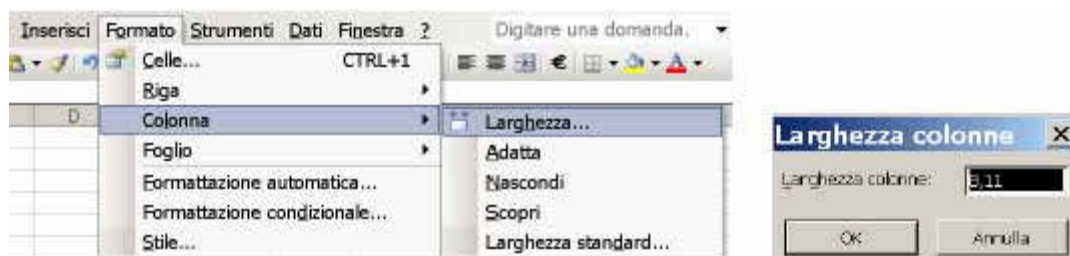 Inserisci Formato Strumenti Dati Finestra ? Digitare una domanda.
Celle... CTRL+1
€ A
Riga
D Colonna Larghezza...
Foglio Adatta
Formattazione automatica... Nascondi
Formattazione condizionale... Scopri
Stile... Larghezza standard...
Larghezza colonne
Larghezza colonne: 8,11
OK Annulla